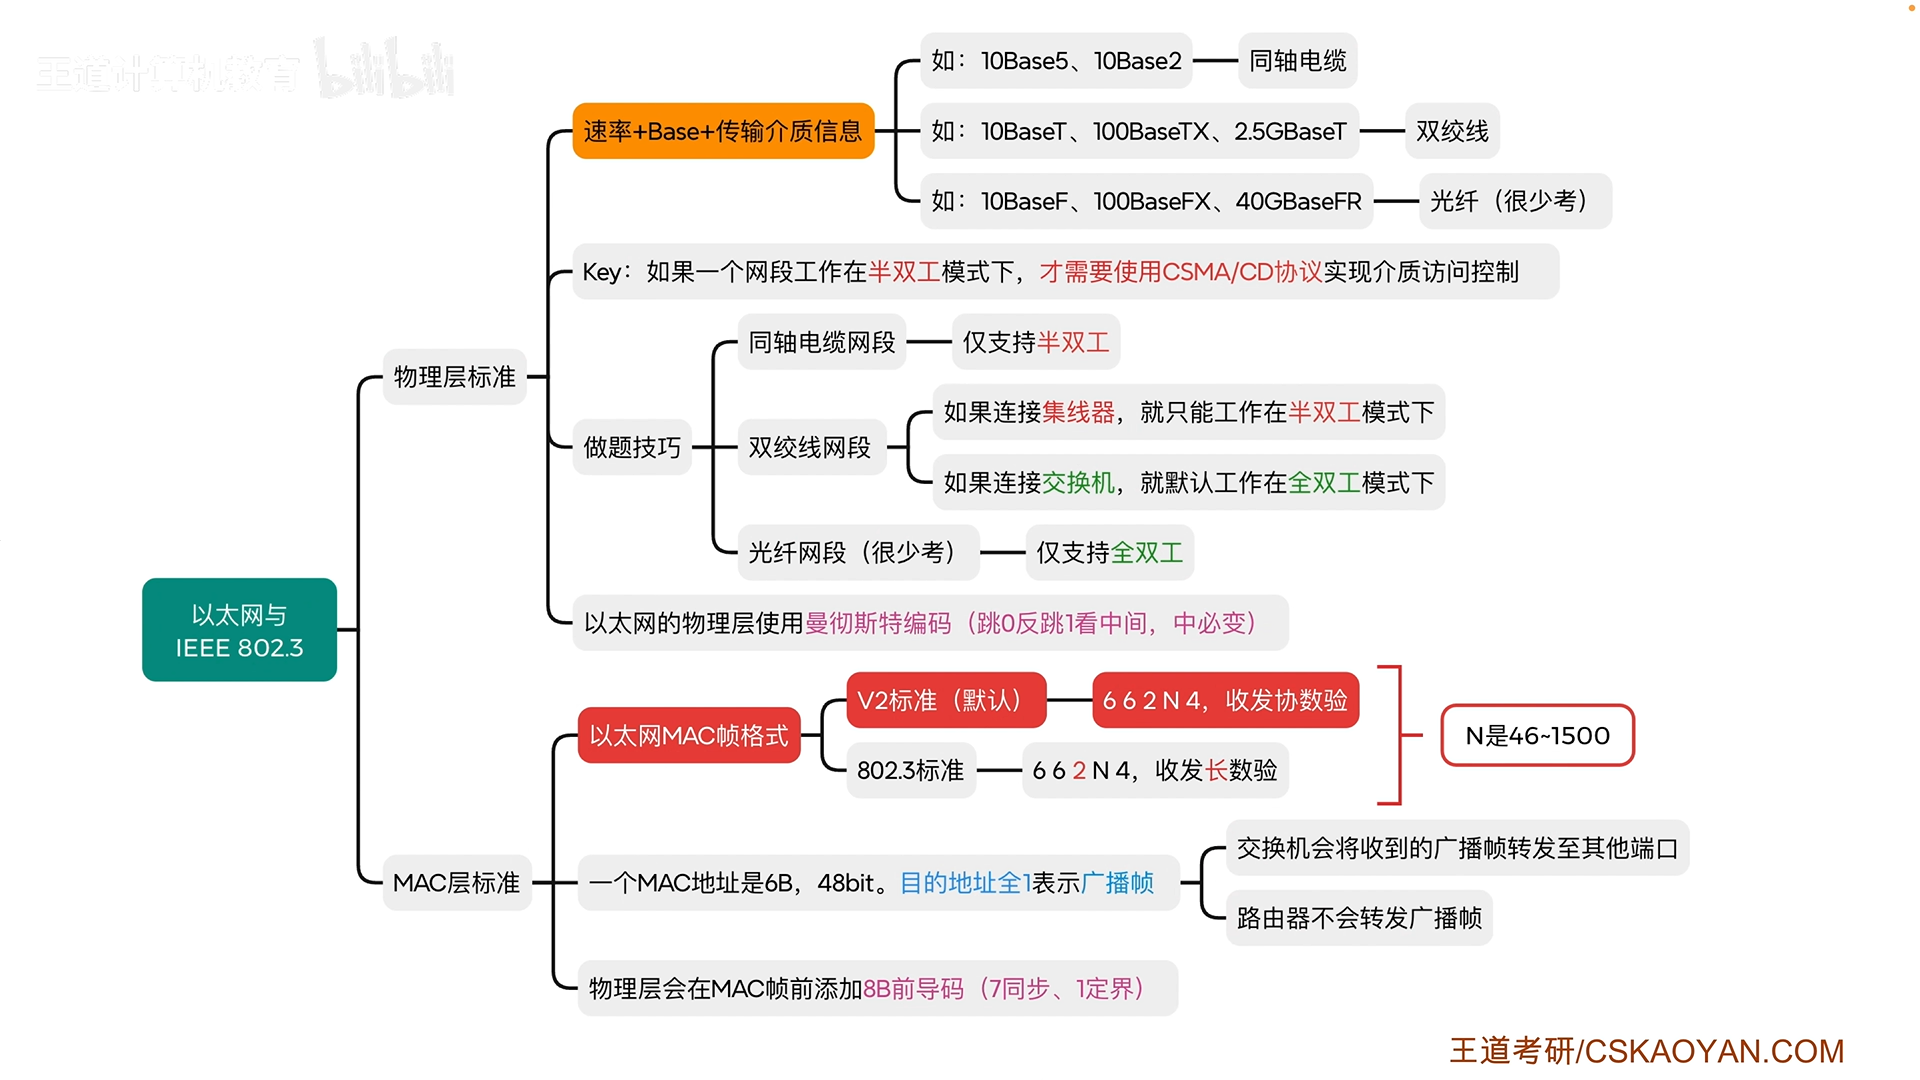 王道计算机教育 bilibili
如：10Base5、10Base2
同轴电缆
速率+Base+传输介质信息
如：10BaseT、100BaseTX、2.5GBaseT
双绞线
如：10BaseF、100BaseFX、40GBaseFR
光纤（很少考）
Key：如果一个网段工作在半双工模式下，才需要使用CSMA/CD协议实现介质访问控制
物理层标准
同轴电缆网段
仅支持半双工
如果连接集线器，就只能工作在半双工模式下
做题技巧
双绞线网段
如果连接交换机，就默认工作在全双工模式下
光纤网段（很少考）
仅支持全双工
以太网与
IEEE 802.3
以太网的物理层使用曼彻斯特编码（跳0反跳1看中间，中必变）
V2标准（默认）
6 6 2 N 4，收发协数验
以太网MAC帧格式
N是46~1500
802.3标准
6 6 2 N 4，收发长数验
交换机会将收到的广播帧转发至其他端口
MAC层标准
一个MAC地址是6B，48bit。目的地址全1表示广播帧
路由器不会转发广播帧
物理层会在MAC帧前添加8B前导码（7同步、1定界）
王道考研/CSKAOYAN.COM